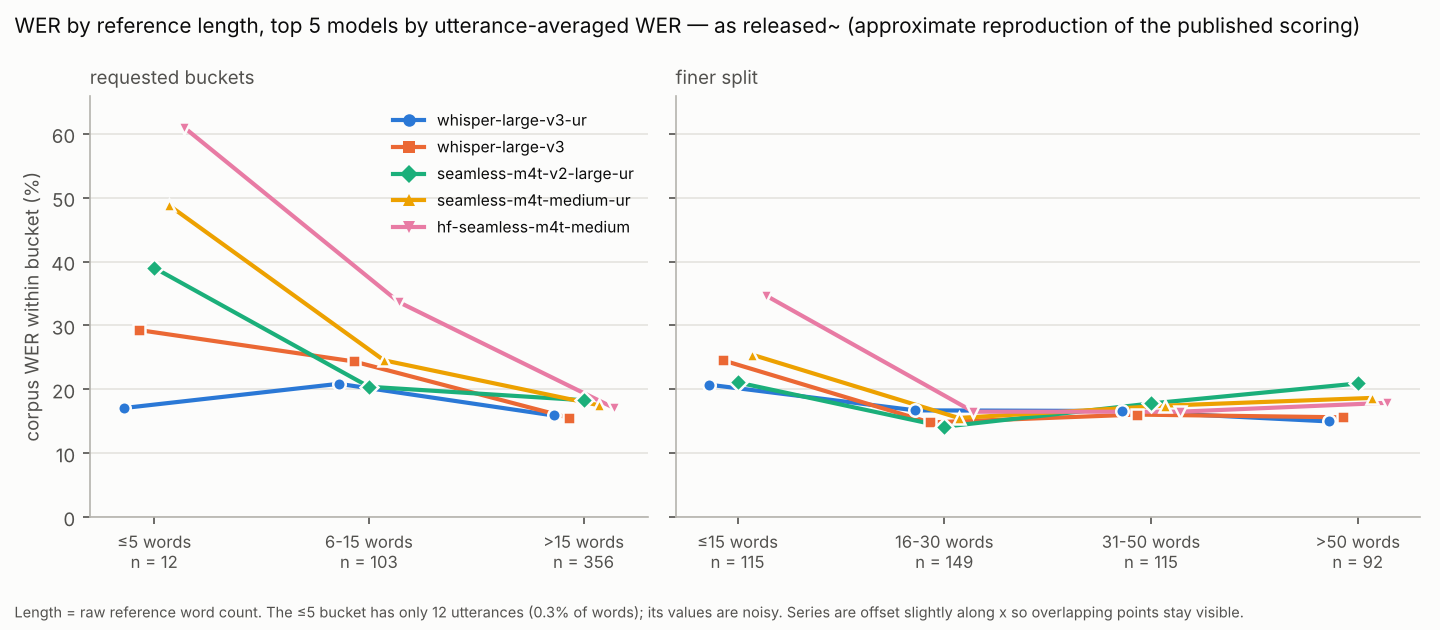 WER by reference length, top 5 models by utterance-averaged WER — as released~ (approximate reproduction of the published scoring)
requested buckets
finer split
corpus WER within bucket (%)
60
50
40
30
20
10
0
whisper-large-v3-ur
whisper-large-v3
seamless-m4t-v2-large-ur
seamless-m4t-medium-ur
hf-seamless-m4t-medium
≤5 words
n = 12
6-15 words
n = 103
>15 words
n = 356
≤15 words
n = 115
16-30 words
n = 149
31-50 words
n = 115
>50 words
n = 92
Length = raw reference word count. The ≤5 bucket has only 12 utterances (0.3% of words); its values are noisy. Series are offset slightly along x so overlapping points stay visible.